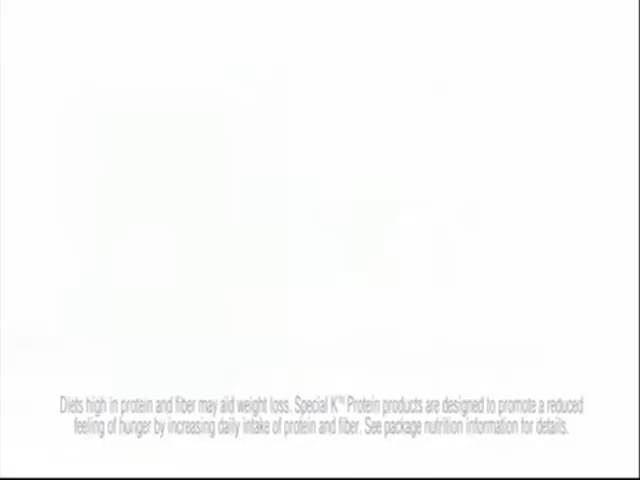 Diets high in protein and fiber may aid weight loss. Special K™ Protein products are designed to promote a reduced
feeling of hunger by increasing daily intake of protein and fiber. See package nutrition information for details.